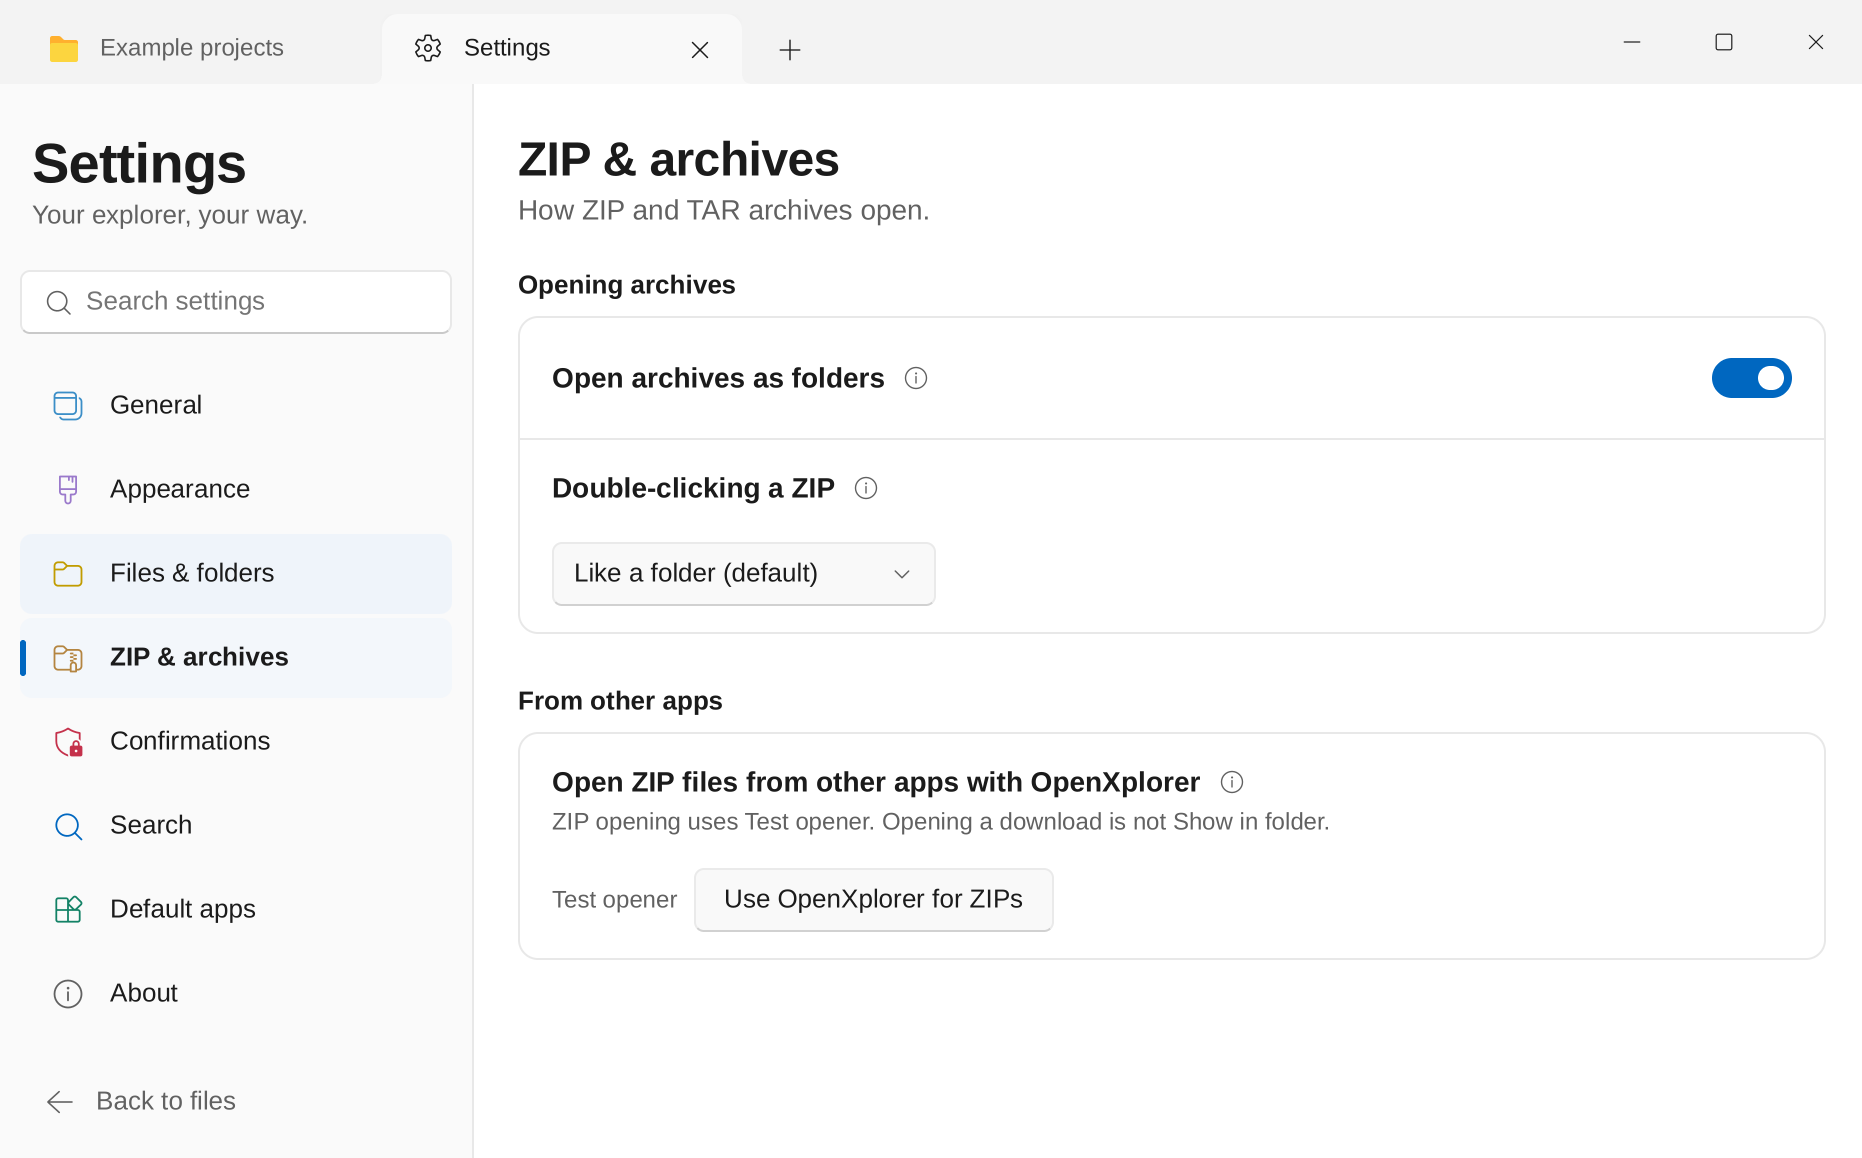 Example projects
Settings
Settings
Your explorer, your way.
Search settings
General
Appearance
Files & folders
ZIP & archives
Confirmations
Search
Default apps
About
Back to files
ZIP & archives
How ZIP and TAR archives open.
Opening archives
Open archives as folders
Double-clicking a ZIP
Like a folder (default)
From other apps
Open ZIP files from other apps with OpenXplorer
ZIP opening uses Test opener. Opening a download is not Show in folder.
Test opener
Use OpenXplorer for ZIPs